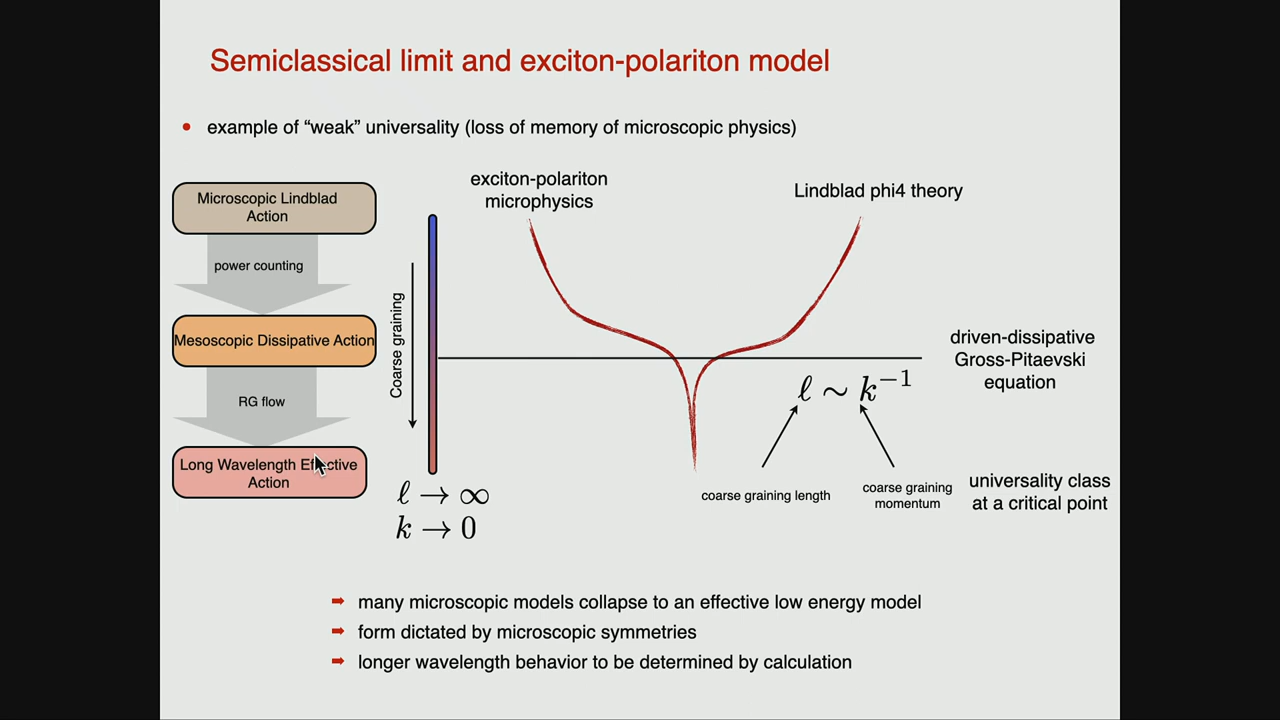 Semiclassical limit and exciton-polariton model
• example of “weak” universality (loss of memory of microscopic physics)
Microscopic Lindblad
Action
power counting
Mesoscopic Dissipative Action
RG flow
Long Wavelength Effective
Action
Coarse graining
ℓ → ∞
k → 0
exciton-polariton
microphysics
Lindblad phi4 theory
driven-dissipative
Gross-Pitaevski
equation
ℓ ∼ k⁻¹
coarse graining length
coarse graining
momentum
universality class
at a critical point
➡ many microscopic models collapse to an effective low energy model
➡ form dictated by microscopic symmetries
➡ longer wavelength behavior to be determined by calculation